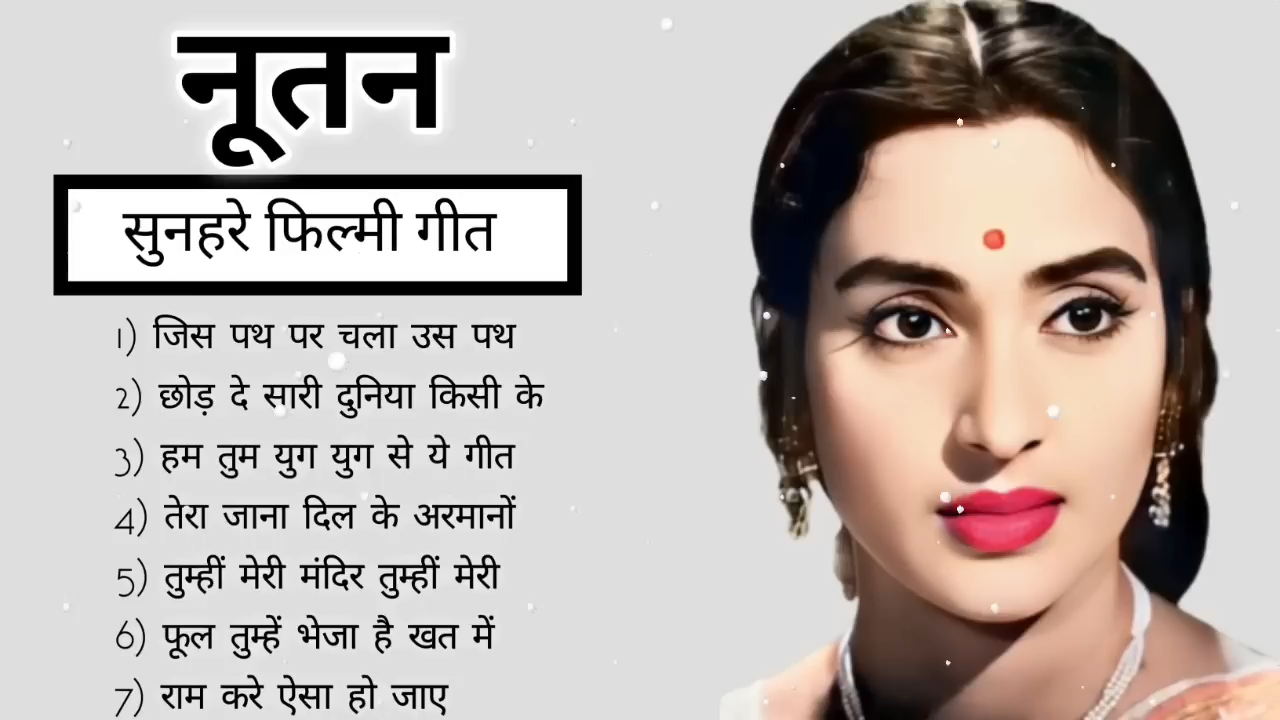 नूतन
सुनहरे फिल्मी गीत
1) जिस पथ पर चला उस पथ
2) छोड़ दे सारी दुनिया किसी के
3) हम तुम युग युग से ये गीत
4) तेरा जाना दिल के अरमानों
5) तुम्हीं मेरी मंदिर तुम्हीं मेरी
6) फूल तुम्हें भेजा है खत में
7) राम करे ऐसा हो जाए